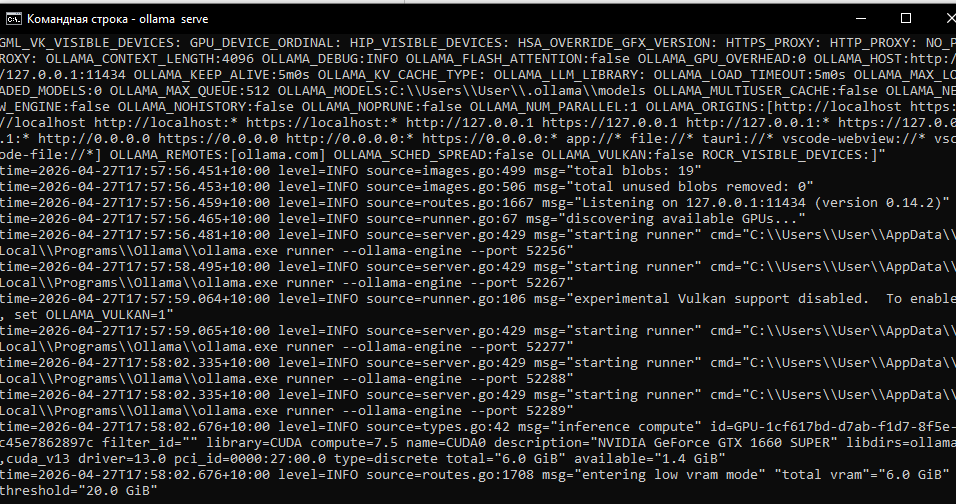 Командная строка - ollama serve
GML_VK_VISIBLE_DEVICES: GPU_DEVICE_ORDINAL: HIP_VISIBLE_DEVICES: HSA_OVERRIDE_GFX_VERSION: HTTPS_PROXY: HTTP_PROXY: NO_P
ROXY: OLLAMA_CONTEXT_LENGTH:4096 OLLAMA_DEBUG:INFO OLLAMA_FLASH_ATTENTION:false OLLAMA_GPU_OVERHEAD:0 OLLAMA_HOST:http:/
/127.0.0.1:11434 OLLAMA_KEEP_ALIVE:5m0s OLLAMA_KV_CACHE_TYPE: OLLAMA_LLM_LIBRARY: OLLAMA_LOAD_TIMEOUT:5m0s OLLAMA_MAX_LO
ADED_MODELS:0 OLLAMA_MAX_QUEUE:512 OLLAMA_MODELS:C:\\Users\\User\\.ollama\\models OLLAMA_MULTIUSER_CACHE:false OLLAMA_NE
W_ENGINE:false OLLAMA_NOHISTORY:false OLLAMA_NOPRUNE:false OLLAMA_NUM_PARALLEL:1 OLLAMA_ORIGINS:[http://localhost https:
//localhost http://localhost:* https://localhost:* http://127.0.0.1 https://127.0.0.1 http://127.0.0.1:* https://127.0.0
.1:* http://0.0.0.0 https://0.0.0.0 http://0.0.0.0:* https://0.0.0.0:* app://* file://* tauri://* vscode-webview://* vsc
ode-file://*] OLLAMA_REMOTES:[ollama.com] OLLAMA_SCHED_SPREAD:false OLLAMA_VULKAN:false ROCR_VISIBLE_DEVICES:]"
time=2026-04-27T17:57:56.451+10:00 level=INFO source=images.go:499 msg="total blobs: 19"
time=2026-04-27T17:57:56.453+10:00 level=INFO source=images.go:506 msg="total unused blobs removed: 0"
time=2026-04-27T17:57:56.459+10:00 level=INFO source=routes.go:1667 msg="Listening on 127.0.0.1:11434 (version 0.14.2)"
time=2026-04-27T17:57:56.465+10:00 level=INFO source=runner.go:67 msg="discovering available GPUs..."
time=2026-04-27T17:57:56.481+10:00 level=INFO source=server.go:429 msg="starting runner" cmd="C:\\Users\\User\\AppData\\
Local\\Programs\\Ollama\\ollama.exe runner --ollama-engine --port 52256"
time=2026-04-27T17:57:58.495+10:00 level=INFO source=server.go:429 msg="starting runner" cmd="C:\\Users\\User\\AppData\\
Local\\Programs\\Ollama\\ollama.exe runner --ollama-engine --port 52267"
time=2026-04-27T17:57:59.064+10:00 level=INFO source=runner.go:106 msg="experimental Vulkan support disabled.  To enable
, set OLLAMA_VULKAN=1"
time=2026-04-27T17:57:59.065+10:00 level=INFO source=server.go:429 msg="starting runner" cmd="C:\\Users\\User\\AppData\\
Local\\Programs\\Ollama\\ollama.exe runner --ollama-engine --port 52277"
time=2026-04-27T17:58:02.335+10:00 level=INFO source=server.go:429 msg="starting runner" cmd="C:\\Users\\User\\AppData\\
Local\\Programs\\Ollama\\ollama.exe runner --ollama-engine --port 52288"
time=2026-04-27T17:58:02.335+10:00 level=INFO source=server.go:429 msg="starting runner" cmd="C:\\Users\\User\\AppData\\
Local\\Programs\\Ollama\\ollama.exe runner --ollama-engine --port 52289"
time=2026-04-27T17:58:02.676+10:00 level=INFO source=types.go:42 msg="inference compute" id=GPU-1cf617bd-d7ab-f1d7-8f5e-
c45e7862897c filter_id="" library=CUDA compute=7.5 name=CUDA0 description="NVIDIA GeForce GTX 1660 SUPER" libdirs=ollama
,cuda_v13 driver=13.0 pci_id=0000:27:00.0 type=discrete total="6.0 GiB" available="1.4 GiB"
time=2026-04-27T17:58:02.676+10:00 level=INFO source=routes.go:1708 msg="entering low vram mode" "total vram"="6.0 GiB"
threshold="20.0 GiB"